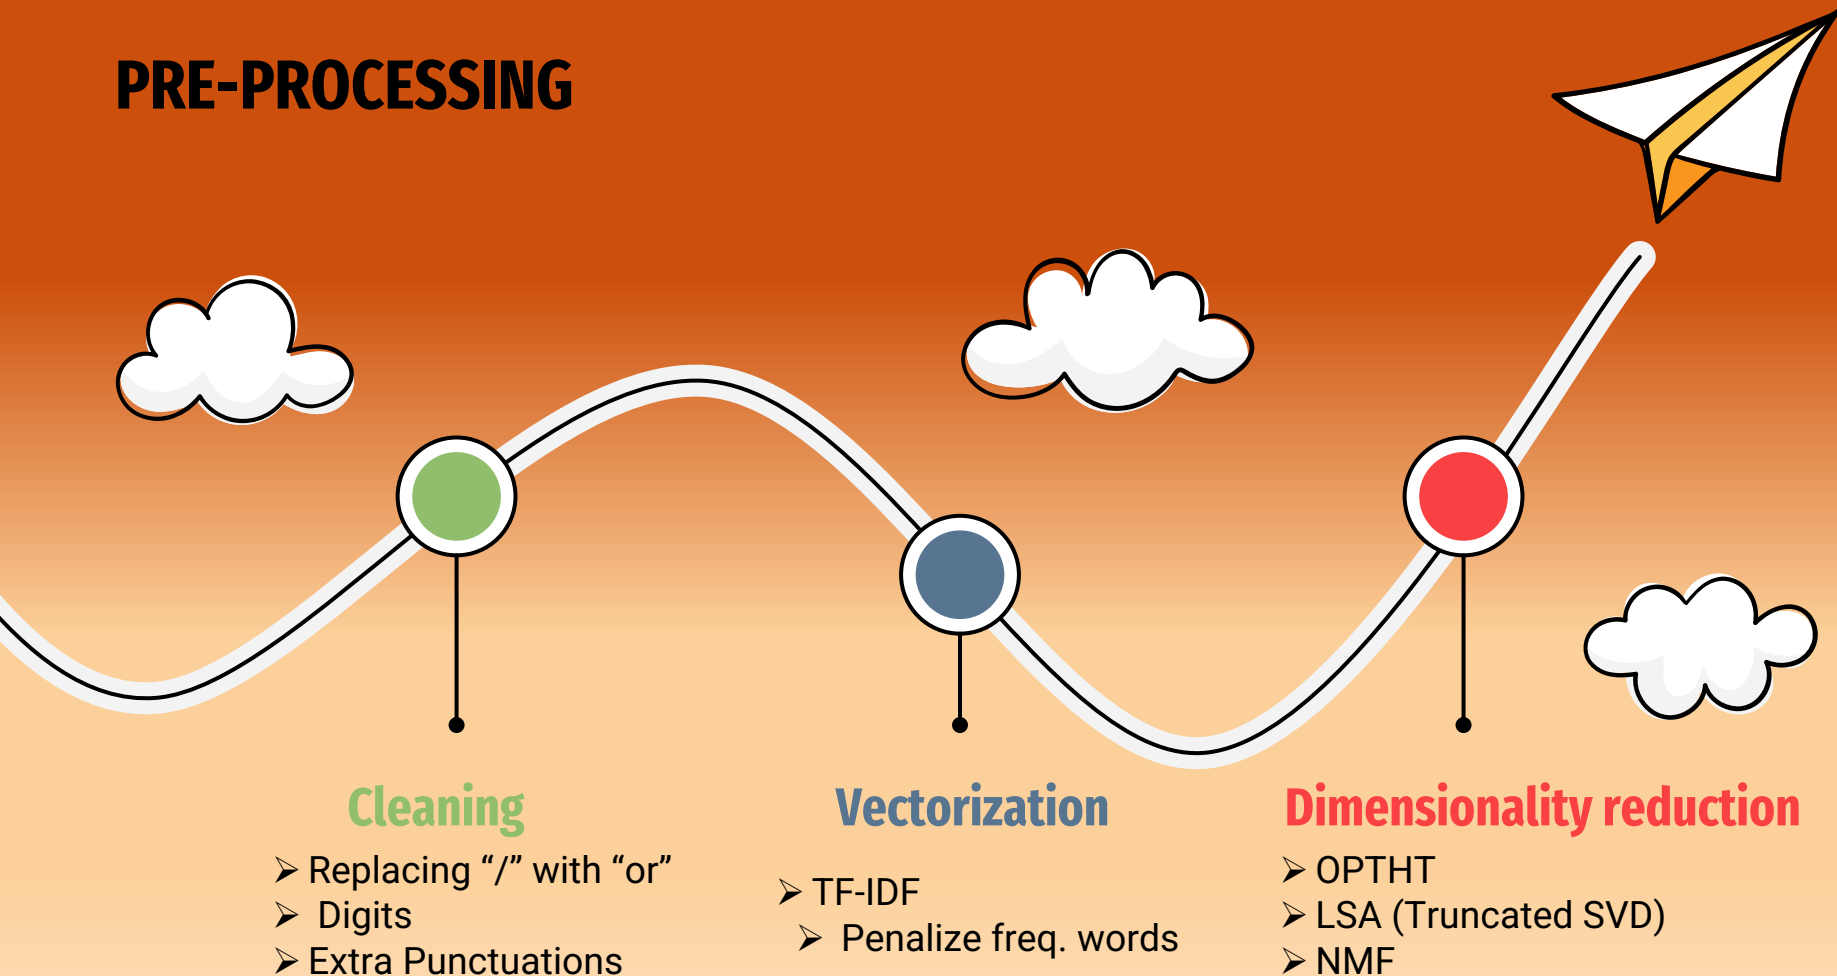 PRE-PROCESSING
Cleaning
➢ Replacing “/” with “or”
➢ Digits
➢ Extra Punctuations
Vectorization
➢ TF-IDF
➢ Penalize freq. words
Dimensionality reduction
➢ OPTHT
➢ LSA (Truncated SVD)
➢ NMF